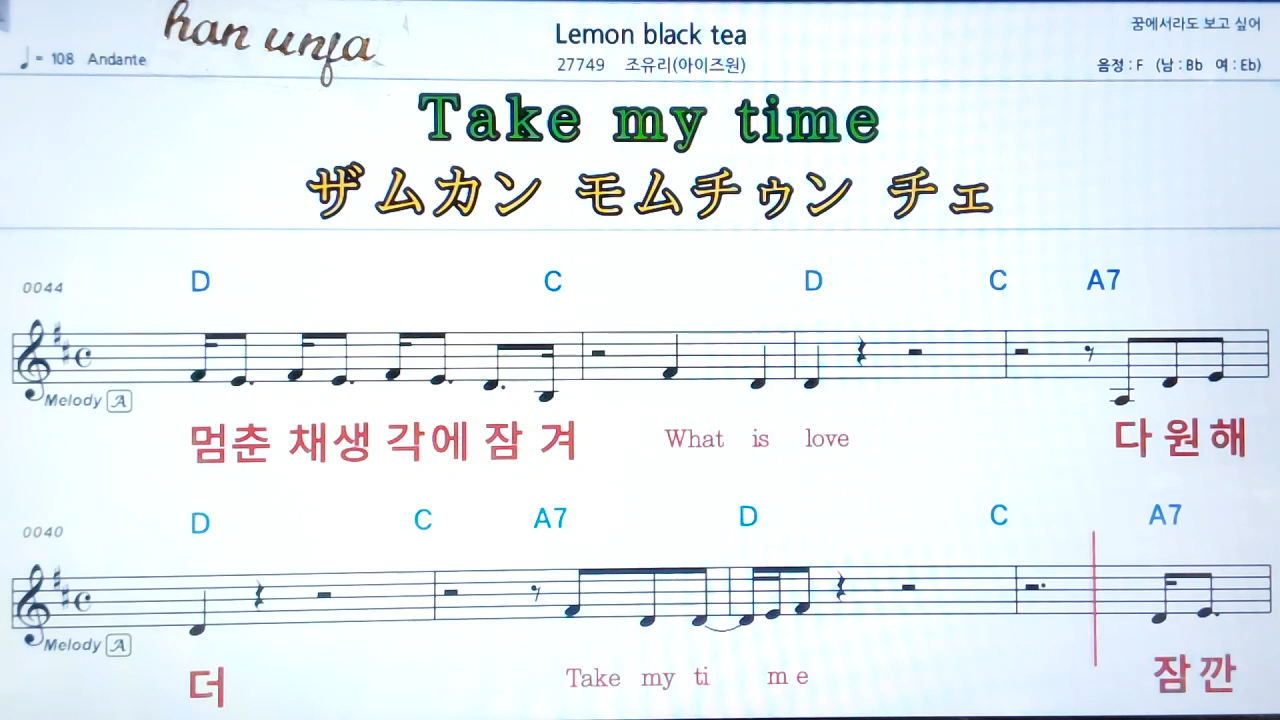 han unfa
Lemon black tea
꿈에서라도 보고 싶어
♩= 108 Andante
27749 조유리(아이즈원)
음정 : F (남 : Bb 여 : Eb)
Take my time
ザムカン モムチゥン チェ
0044
D C D C A7
Melody A
멈춘 채생 각에 잠 겨 What is love 다 원 해
0040
D C A7 D C A7
Melody A
더 Take my ti m e 잠 깐